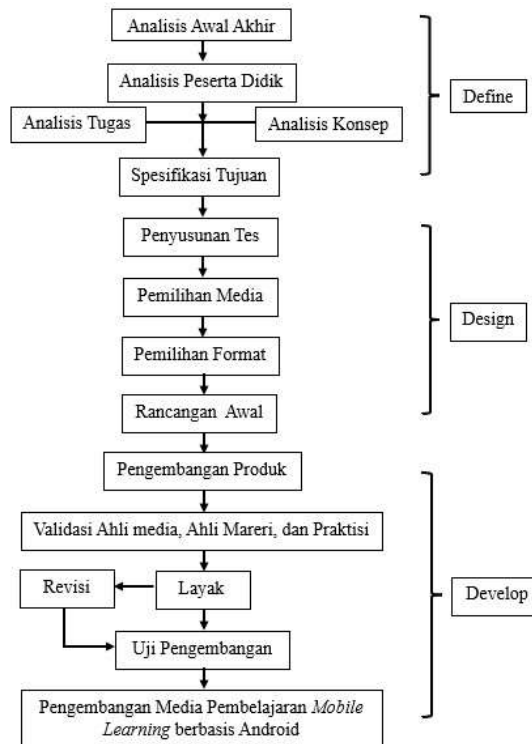 Analisis Awal Akhir
Analisis Peserta Didik
Define
Analisis Tugas
Analisis Konsep
Spesifikasi Tujuan
Penyusunan Tes
Pemilihan Media
Design
Pemilihan Format
Rancangan Awal
Pengembangan Produk
Validasi Ahli media, Ahli Mareri, dan Praktisi
Revisi
Layak
Develop
Uji Pengembangan
Pengembangan Media Pembelajaran Mobile
Learning berbasis Android